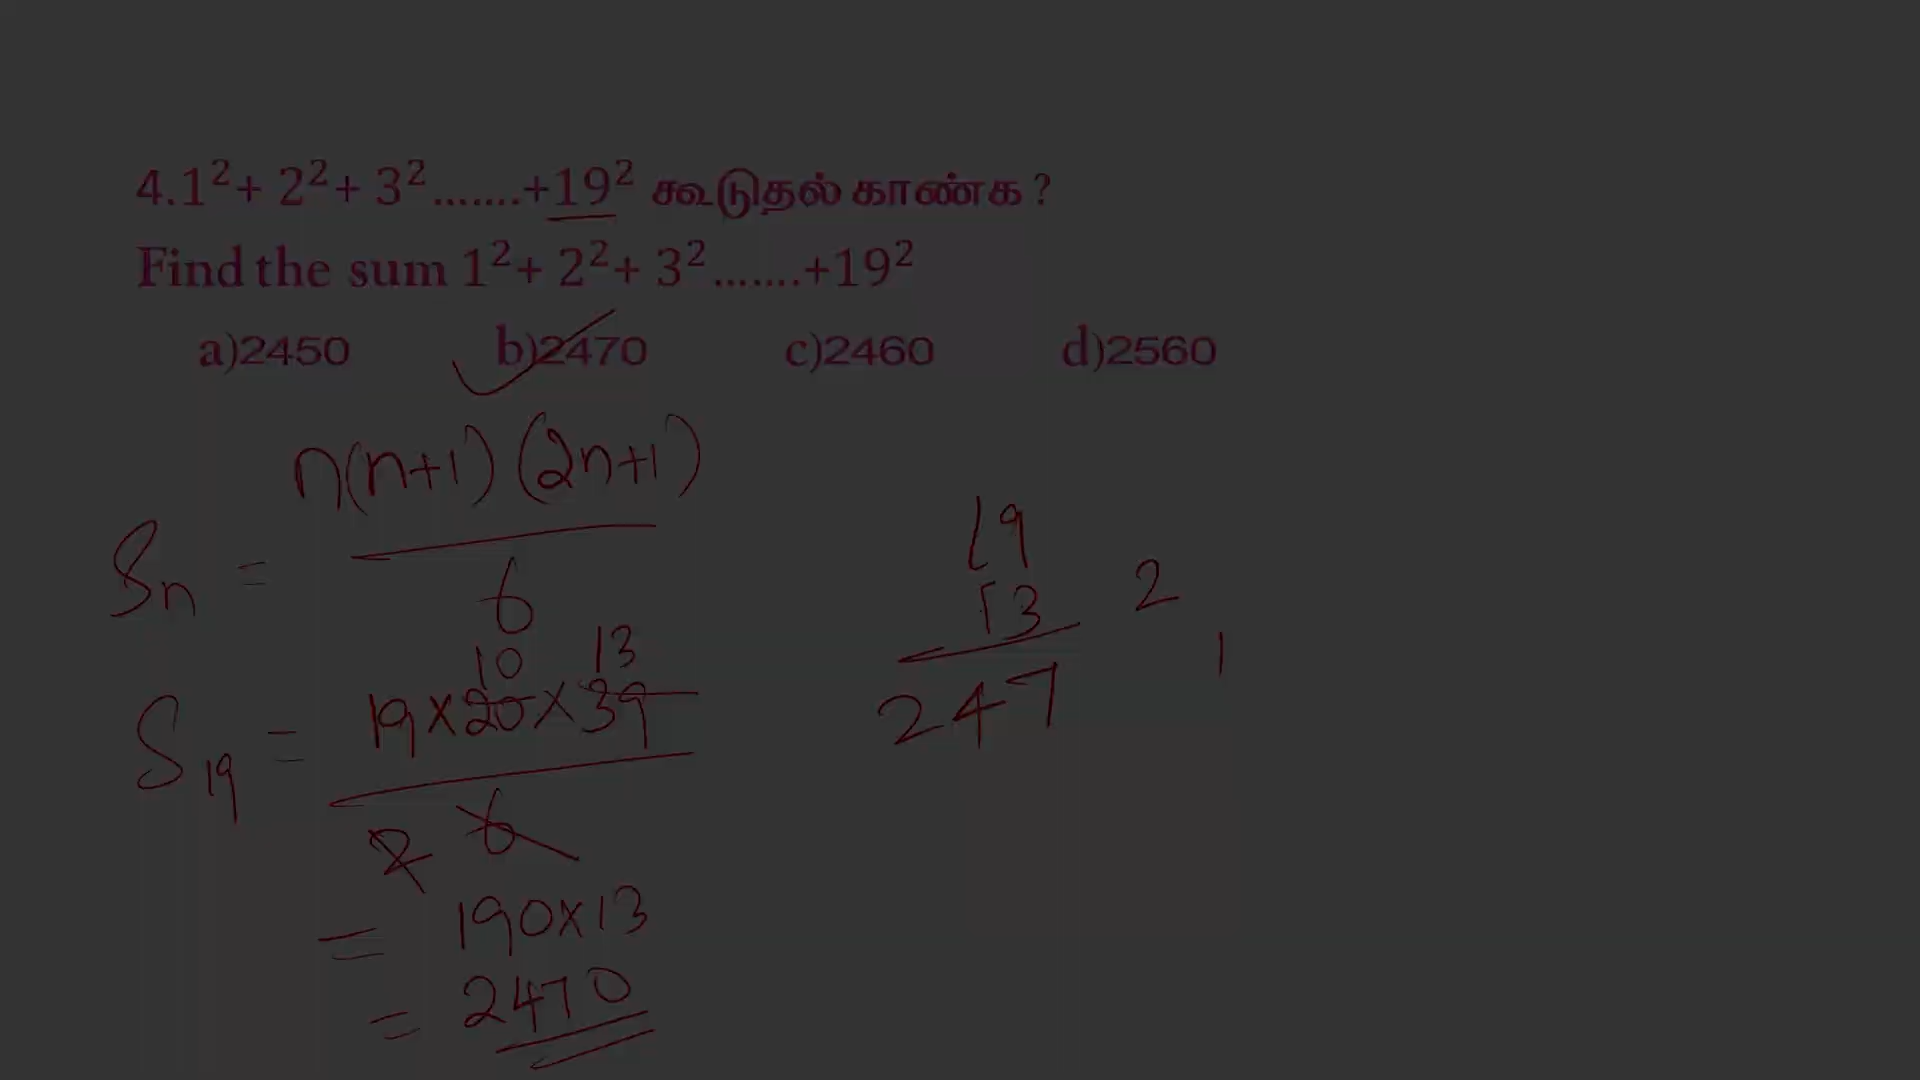 4.1²+ 2²+ 3².......+19² கூடுதல் காண்க ?
Find the sum 1²+ 2²+ 3².......+19²
a)2450 b)2470 c)2460 d)2560
n(n+1) (2n+1)
Sn =
6
10 13
S19 = 19×20×39
2 6
= 190×13
= 2470
19
13 2
247 1